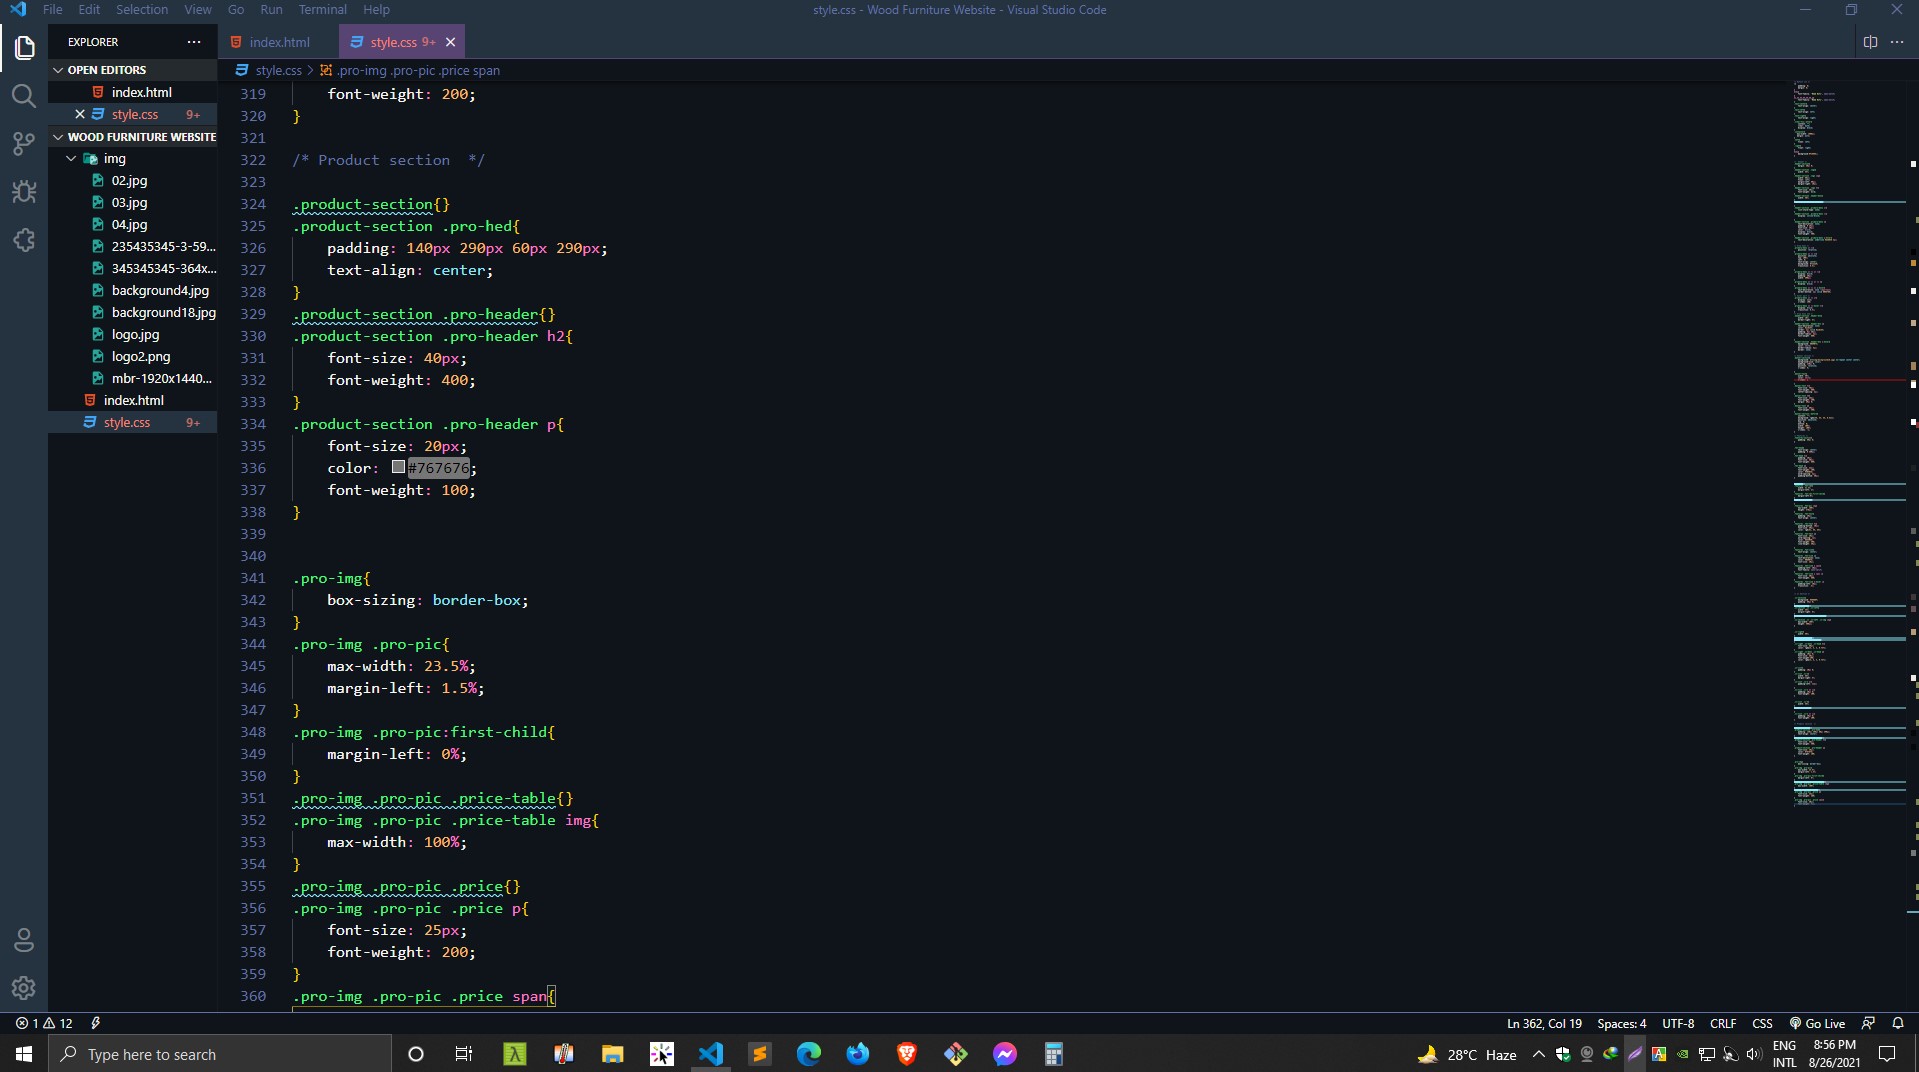 File Edit Selection View Go Run Terminal Help
style.css - Wood Furniture Website - Visual Studio Code
EXPLORER
index.html
style.css 9+
OPEN EDITORS
index.html
style.css 9+
WOOD FURNITURE WEBSITE
img
02.jpg
03.jpg
04.jpg
235435345-3-59...
345345345-364x...
background4.jpg
background18.jpg
logo.jpg
logo2.png
mbr-1920x1440...
index.html
style.css 9+
style.css > .pro-img .pro-pic .price span
319 font-weight: 200;
320 }
321
322 /* Product section  */
323
324 .product-section{}
325 .product-section .pro-hed{
326 padding: 140px 290px 60px 290px;
327 text-align: center;
328 }
329 .product-section .pro-header{}
330 .product-section .pro-header h2{
331 font-size: 40px;
332 font-weight: 400;
333 }
334 .product-section .pro-header p{
335 font-size: 20px;
336 color: #767676;
337 font-weight: 100;
338 }
339
340
341 .pro-img{
342 box-sizing: border-box;
343 }
344 .pro-img .pro-pic{
345 max-width: 23.5%;
346 margin-left: 1.5%;
347 }
348 .pro-img .pro-pic:first-child{
349 margin-left: 0%;
350 }
351 .pro-img .pro-pic .price-table{}
352 .pro-img .pro-pic .price-table img{
353 max-width: 100%;
354 }
355 .pro-img .pro-pic .price{}
356 .pro-img .pro-pic .price p{
357 font-size: 25px;
358 font-weight: 200;
359 }
360 .pro-img .pro-pic .price span{
1 12
Ln 362, Col 19 Spaces: 4 UTF-8 CRLF CSS Go Live
Type here to search
28°C Haze
ENG
INTL
8:56 PM
8/26/2021